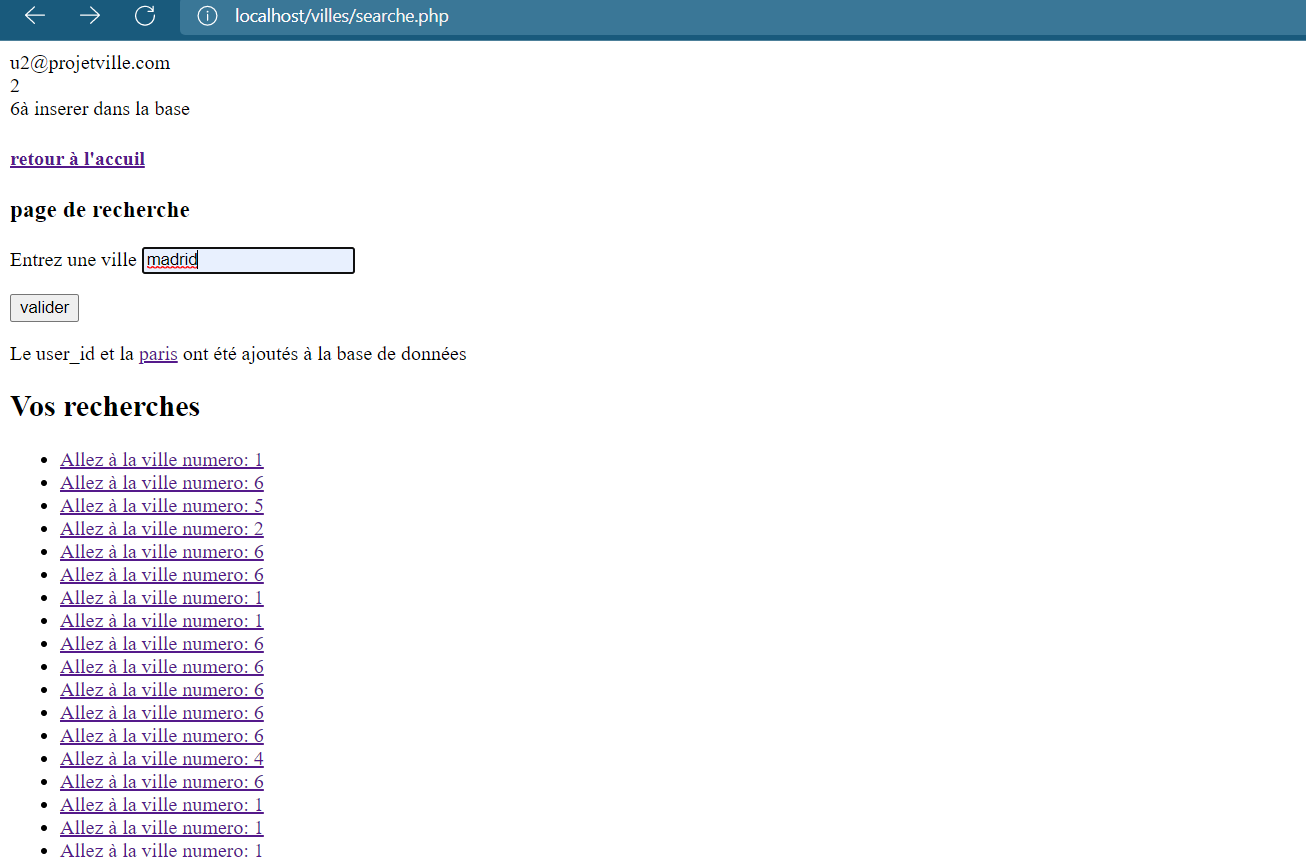 localhost/villes/searche.php
u2@projetville.com
2
6à inserer dans la base
retour à l'accuil
page de recherche
Entrez une ville madrid
valider
Le user_id et la paris ont été ajoutés à la base de données
Vos recherches
Allez à la ville numero: 1
Allez à la ville numero: 6
Allez à la ville numero: 5
Allez à la ville numero: 2
Allez à la ville numero: 6
Allez à la ville numero: 6
Allez à la ville numero: 1
Allez à la ville numero: 1
Allez à la ville numero: 6
Allez à la ville numero: 6
Allez à la ville numero: 6
Allez à la ville numero: 6
Allez à la ville numero: 6
Allez à la ville numero: 4
Allez à la ville numero: 6
Allez à la ville numero: 1
Allez à la ville numero: 1
Allez à la ville numero: 1